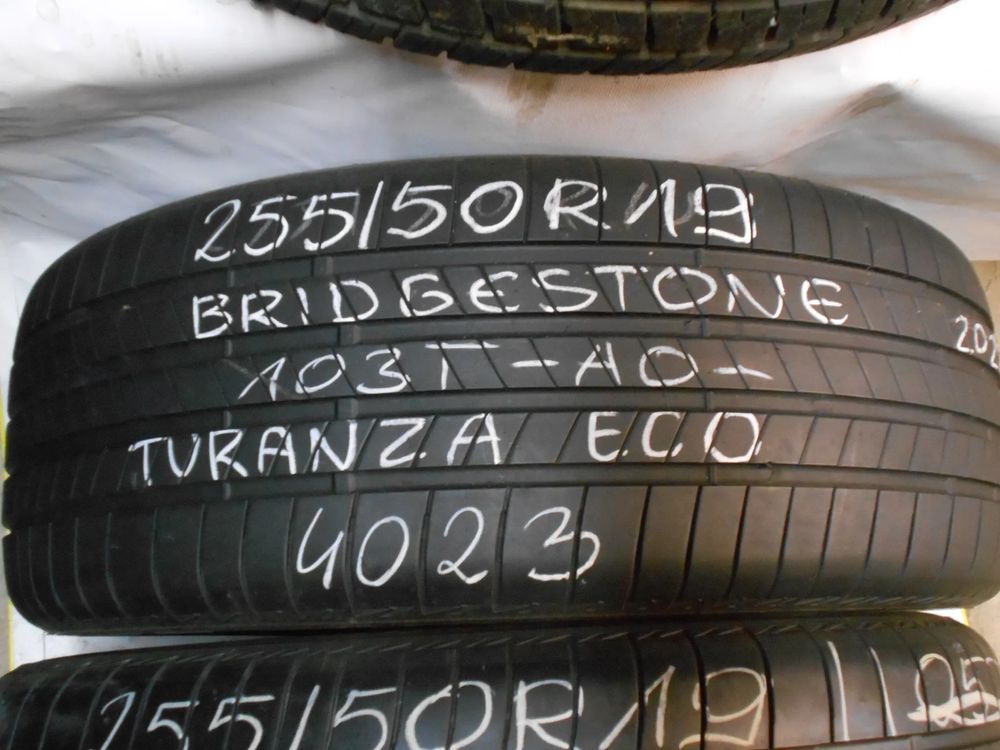 255/50R19
BRIDGESTONE
103T-AO-
TURANZA ECO
4023
255/50R19